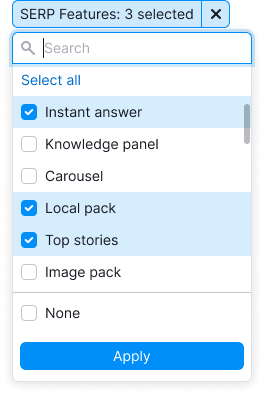 SERP Features: 3 selected
Search
Select all
Instant answer
Knowledge panel
Carousel
Local pack
Top stories
Image pack
None
Apply